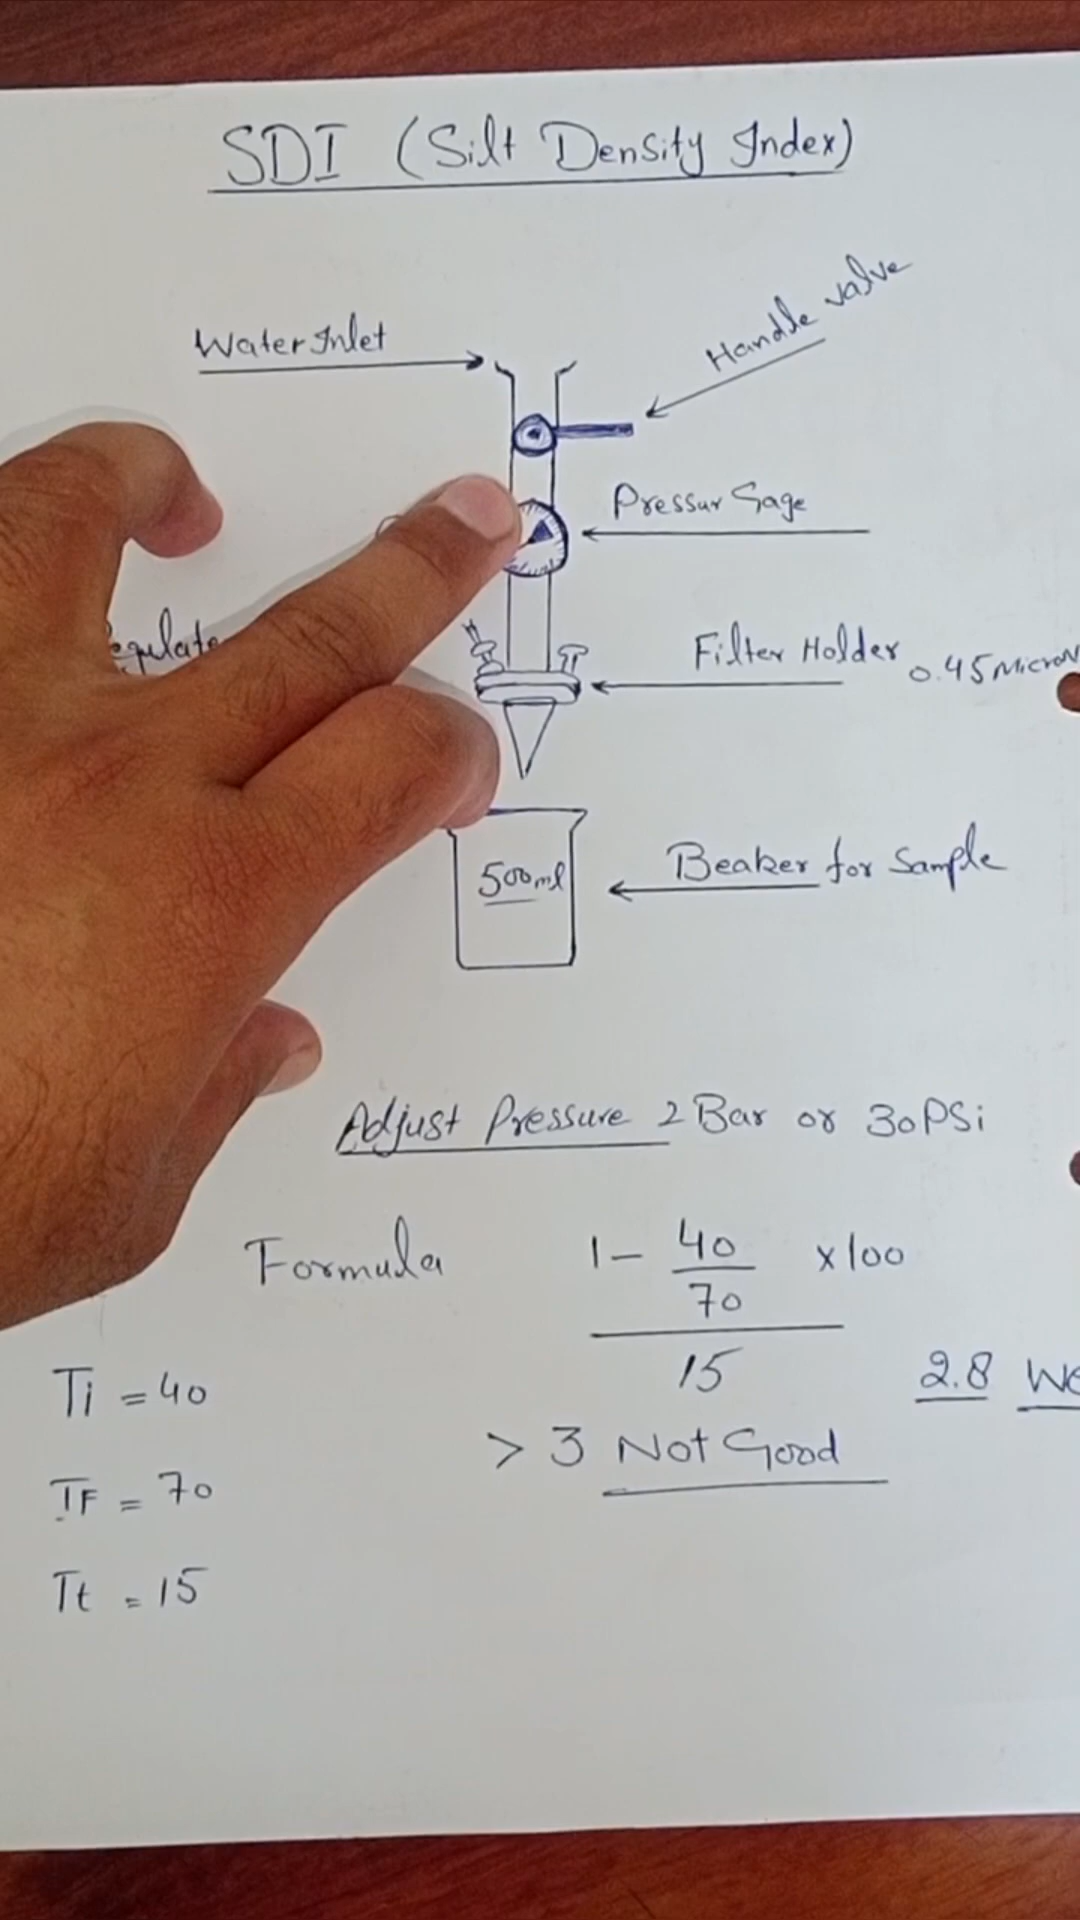 SDI (Silt Density Index)
Water Inlet
Handle valve
Pressur Gage
Filter Holder 0.45 Micron
500ml
Beaker for Sample
Adjust Pressure 2 Bar or 30 PSi
Formula
1 - 40/70 x100
15
2.8
Ti = 40
> 3 Not Good
TF = 70
Tt = 15